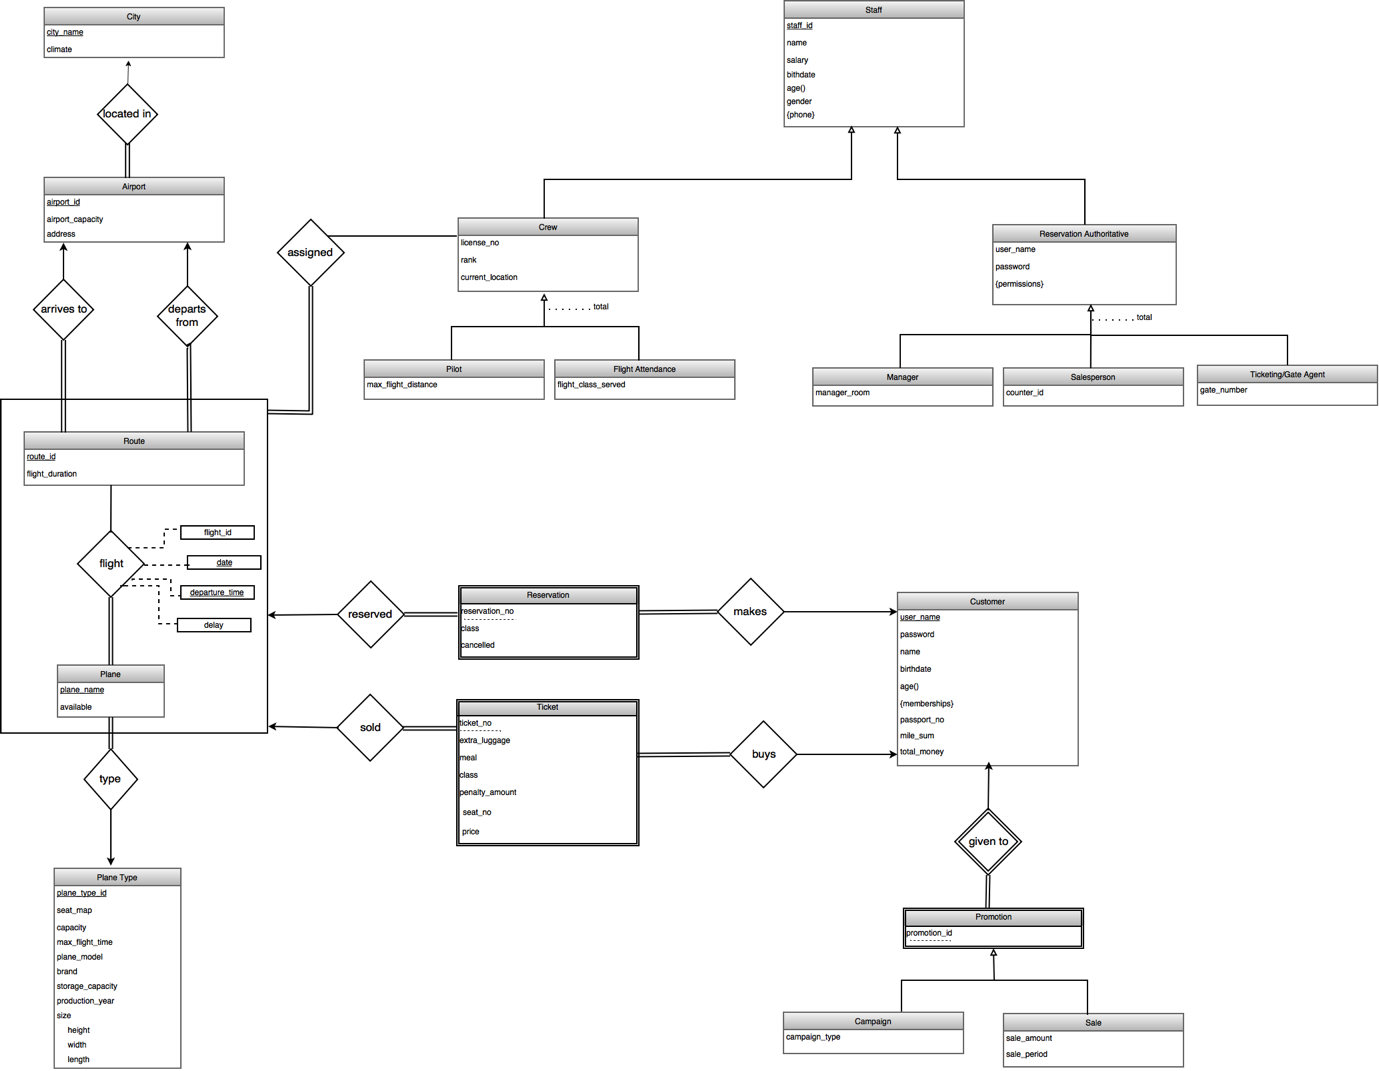 City
city_name
climate
located in
Airport
airport_id
airport_capacity
address
arrives to
departs
from
assigned
Staff
staff_id
name
salary
bithdate
age()
gender
{phone}
Crew
license_no
rank
current_location
total
Pilot
max_flight_distance
Flight Attendance
flight_class_served
Reservation Authoritative
user_name
password
{permissions}
total
Manager
manager_room
Salesperson
counter_id
Ticketing/Gate Agent
gate_number
Route
route_id
flight_duration
flight
flight_id
date
departure_time
delay
Plane
plane_name
available
type
Plane Type
plane_type_id
seat_map
capacity
max_flight_time
plane_model
brand
storage_capacity
production_year
size
height
width
length
reserved
Reservation
reservation_no
class
cancelled
makes
sold
Ticket
ticket_no
extra_luggage
meal
class
penalty_amount
seat_no
price
buys
Customer
user_name
password
name
birthdate
age()
{memberships}
passport_no
mile_sum
total_money
given to
Promotion
promotion_id
Campaign
campaign_type
Sale
sale_amount
sale_period